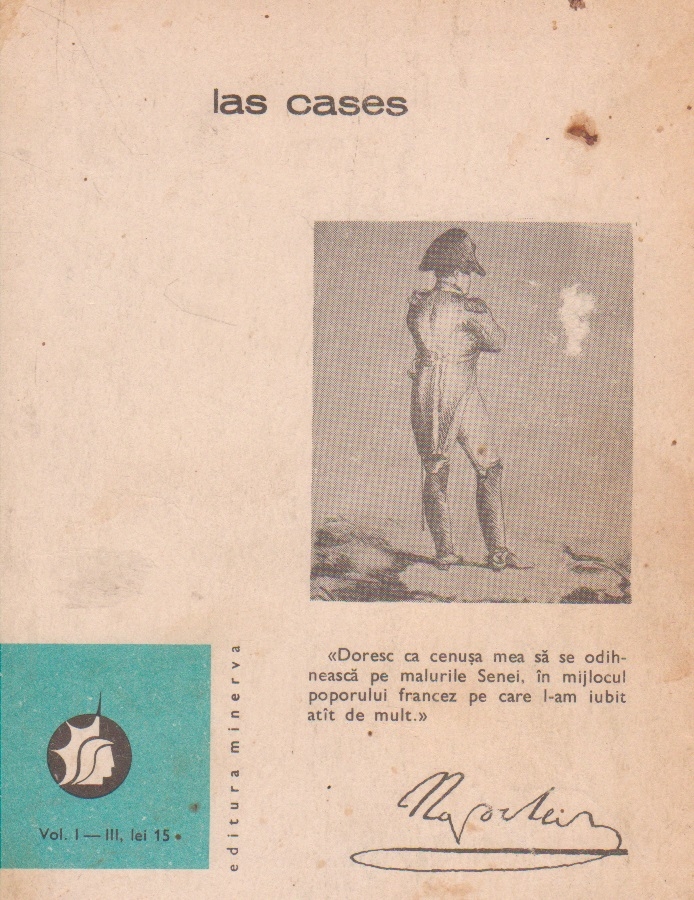 las cases
«Doresc ca cenușa mea să se odih-
nească pe malurile Senei, în mijlocul
poporului francez pe care l-am iubit
atît de mult.»
Napoleon
editura minerva
Vol. I — III, lei 15